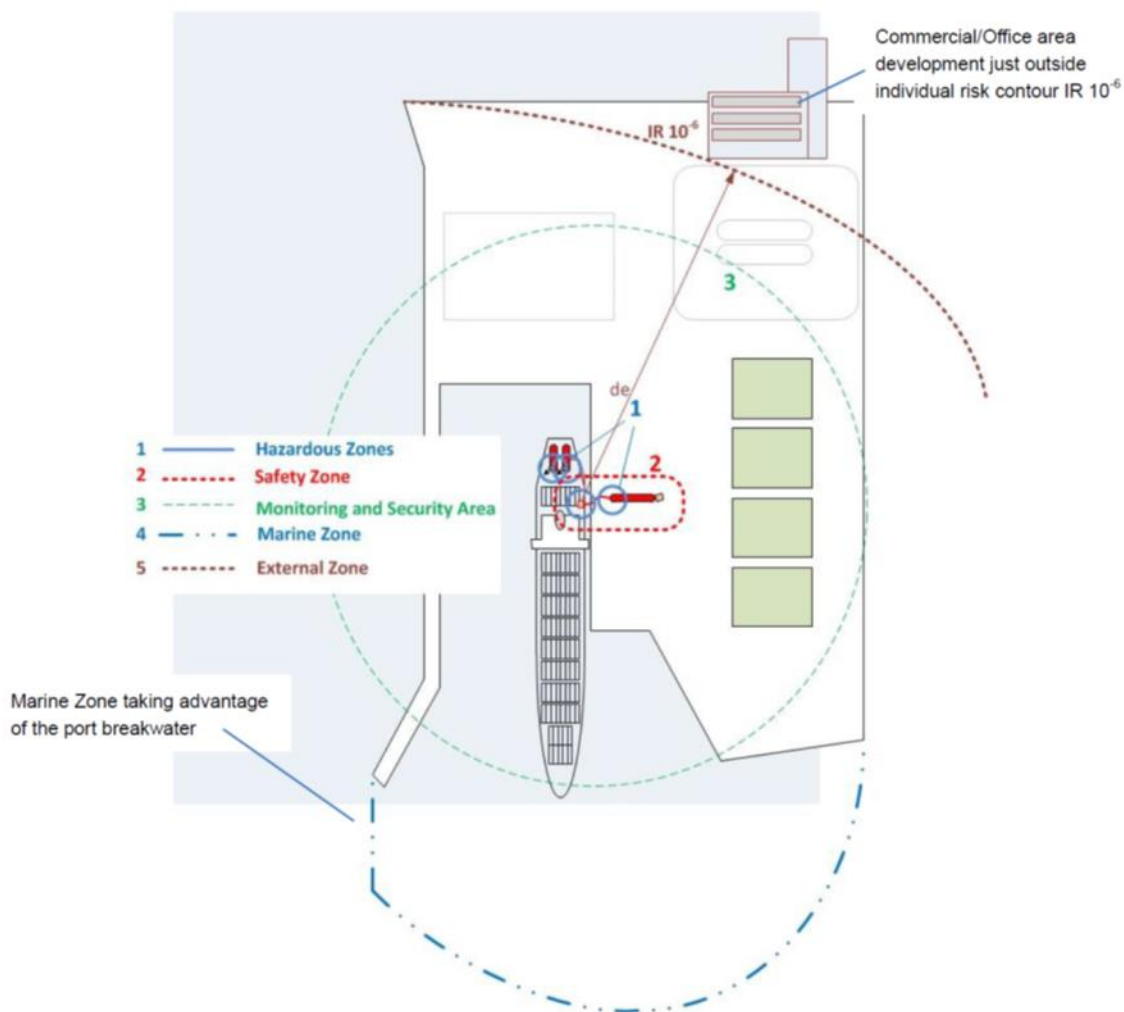 Commercial/Office area
development just outside
individual risk contour IR 10⁻⁶
IR 10⁻⁶
3
de
1
2
1 Hazardous Zones
2 Safety Zone
3 Monitoring and Security Area
4 Marine Zone
5 External Zone
Marine Zone taking advantage
of the port breakwater